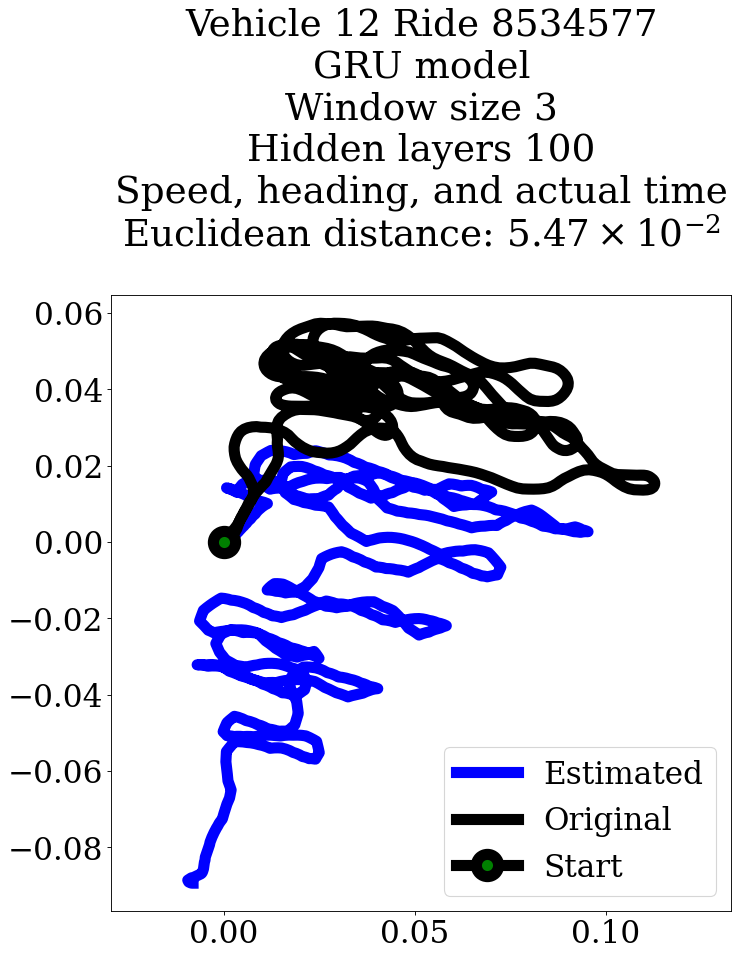 Vehicle 12 Ride 8534577
GRU model
Window size 3
Hidden layers 100
Speed, heading, and actual time
Euclidean distance: 5.47 × 10⁻²
0.06
0.04
0.02
0.00
−0.02
−0.04
−0.06
−0.08
Estimated
Original
Start
0.00 0.05 0.10